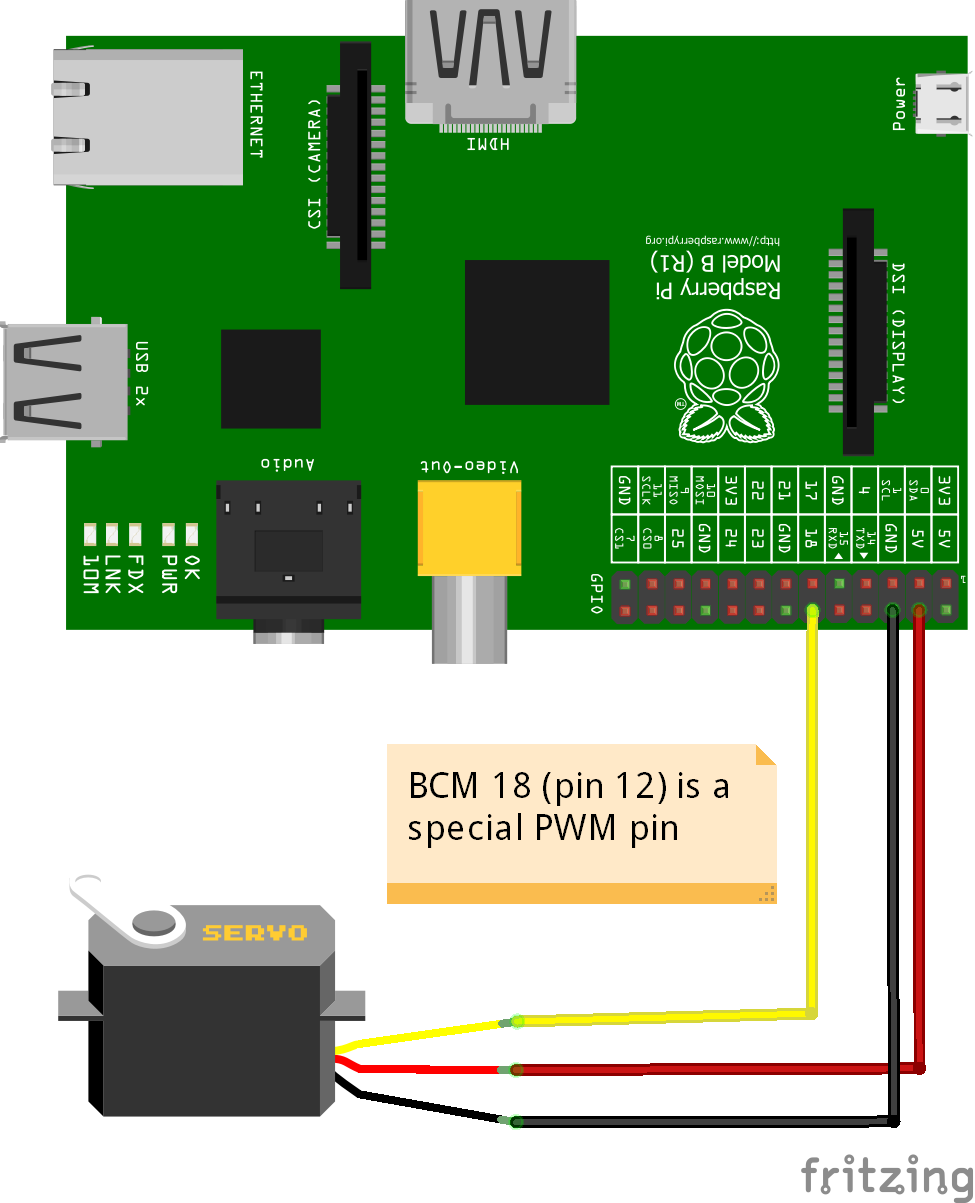 ETHERNET
CSI (CAMERA)
HDMI
Power
http://www.raspberrypi.org
Model B (R1)
Raspberry Pi
DSI (DISPLAY)
TM
USB 2x
Audio
Video-Out
GND
11 SCLK
9 MISO
10 MOSI
3V3
22
21
17
GND
4
1 SCL
0 SDA
3V3
7 CS1
8 CS0
25
GND
24
23
GND
18
15 RXD
14 TXD
GND
5V
5V
10M
LNK
FDX
PWR
OK
GPIO
1
BCM 18 (pin 12) is a
special PWM pin
SERVO
fritzing